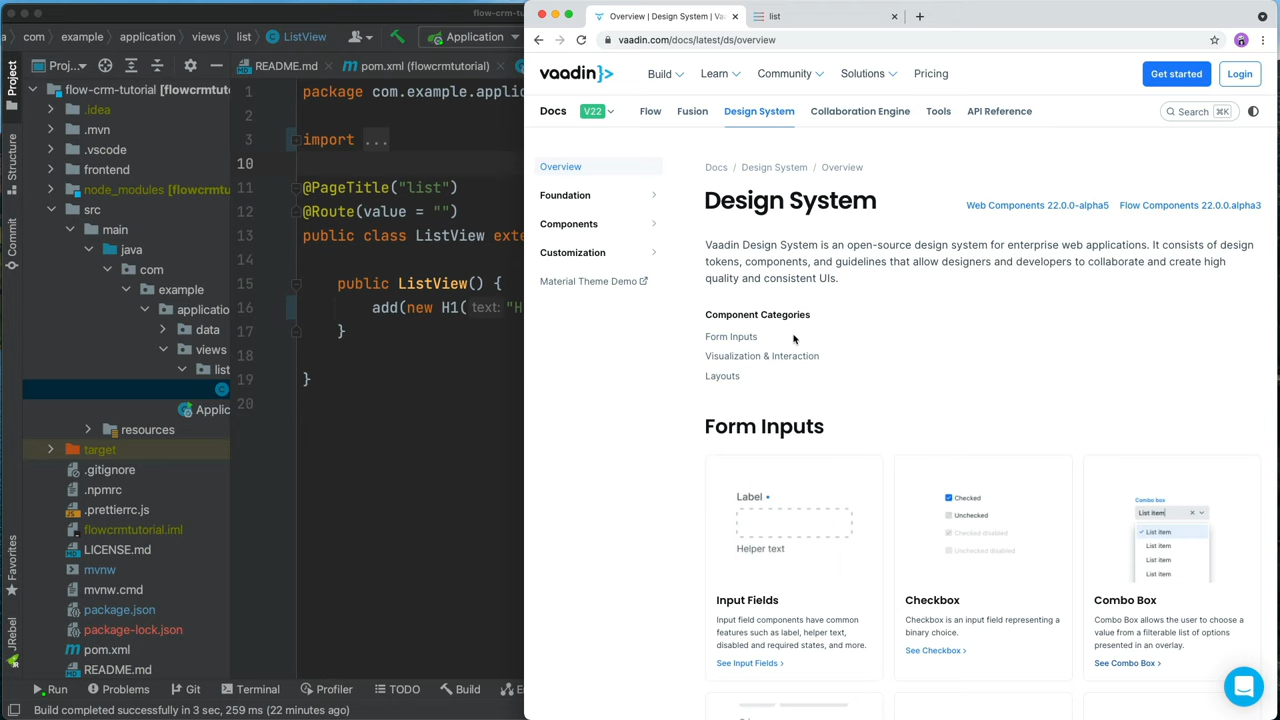 com
example
application
views
list
ListView
Application
Proj...
.md
Project
Structure
Commit
Favorites
JRebel
flow-crm-tutorial [flowcrmtutorial]
.idea
.mvn
.vscode
node_modules [flowcrmt
src
main
java
com
example
application
data
views
list
Appl
resources
target
.gitignore
.npmrc
.prettierrc.js
flowcrmtutorial.iml
LICENSE.md
mvnw
mvnw.cmd
package.json
package-lock.json
pom.xml
README.md
1 package com.example.applic
2
3 import ...
10
11 @PageTitle("list")
12 @Route(value = "")
13 public class ListView exte
14
15 public ListView() {
16 add(new H1( text: "H
17 }
18
19 }
20
Run
Problems
Git
Terminal
Profiler
TODO
Build
Build completed successfully in 3 sec, 259 ms (22 minutes ago)
Overview | Design System | Vaa
list
vaadin.com/docs/latest/ds/overview
vaadin}>
Build
Learn
Community
Solutions
Pricing
Get started
Login
Docs
V22
Flow
Fusion
Design System
Collaboration Engine
Tools
API Reference
Search
⌘K
Overview
Foundation
Components
Customization
Material Theme Demo
Docs / Design System / Overview
Design System
Web Components 22.0.0-alpha5
Flow Components 22.0.0.alpha3
Vaadin Design System is an open-source design system for enterprise web applications. It consists of design
tokens, components, and guidelines that allow designers and developers to collaborate and create high
quality and consistent UIs.
Component Categories
Form Inputs
Visualization & Interaction
Layouts
Form Inputs
Label •
Helper text
Input Fields
Input field components have common
features such as label, helper text,
disabled and required states, and more.
See Input Fields ›
Checked
Unchecked
Checked disabled
Unchecked disabled
Checkbox
Checkbox is an input field representing a
binary choice.
See Checkbox ›
Combo box
List item
List item
List item
List item
List item
Combo Box
Combo Box allows the user to choose a
value from a filterable list of options
presented in an overlay.
See Combo Box ›